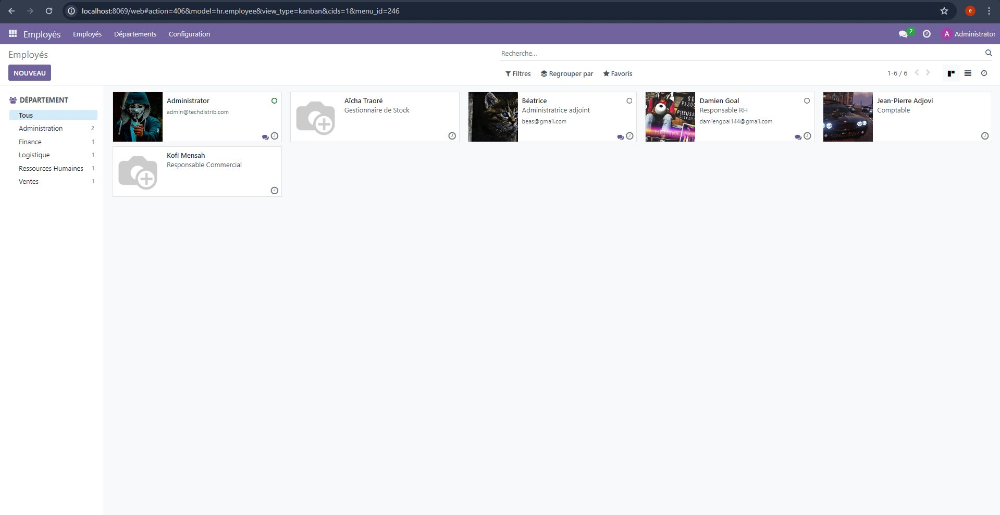 localhost:8069/web#action=406&model=hr.employee&view_type=kanban&cids=1&menu_id=246
e
Employés Employés Départements Configuration 2 A Administrator
Employés
Recherche...
NOUVEAU
Filtres Regrouper par Favoris 1-6 / 6
DÉPARTEMENT
Tous
Administration 2
Finance 1
Logistique 1
Ressources Humaines 1
Ventes 1
Administrator
admin@techdistrib.com
Aïcha Traoré
Gestionnaire de Stock
Béatrice
Administratrice adjoint
beas@gmail.com
Damien Goal
Responsable RH
damiengoal144@gmail.com
Jean-Pierre Adjovi
Comptable
Kofi Mensah
Responsable Commercial